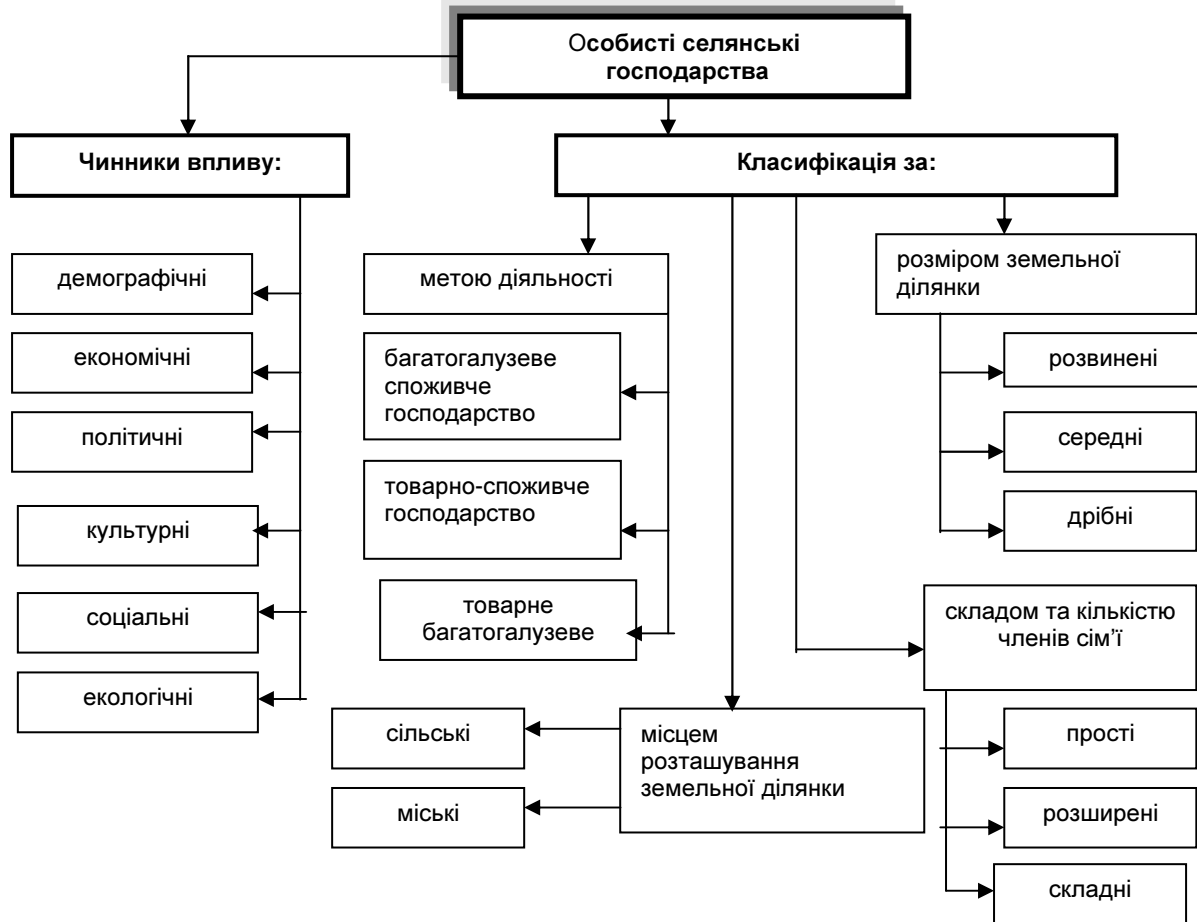 Особисті селянські
господарства
Чинники впливу:
демографічні
економічні
політичні
культурні
соціальні
екологічні
Класифікація за:
метою діяльності
багатогалузеве
споживче
господарство
товарно-споживче
господарство
товарне
багатогалузеве
місцем
розташування
земельної ділянки
сільські
міські
розміром земельної
ділянки
розвинені
середні
дрібні
складом та кількістю
членів сім’ї
прості
розширені
складні